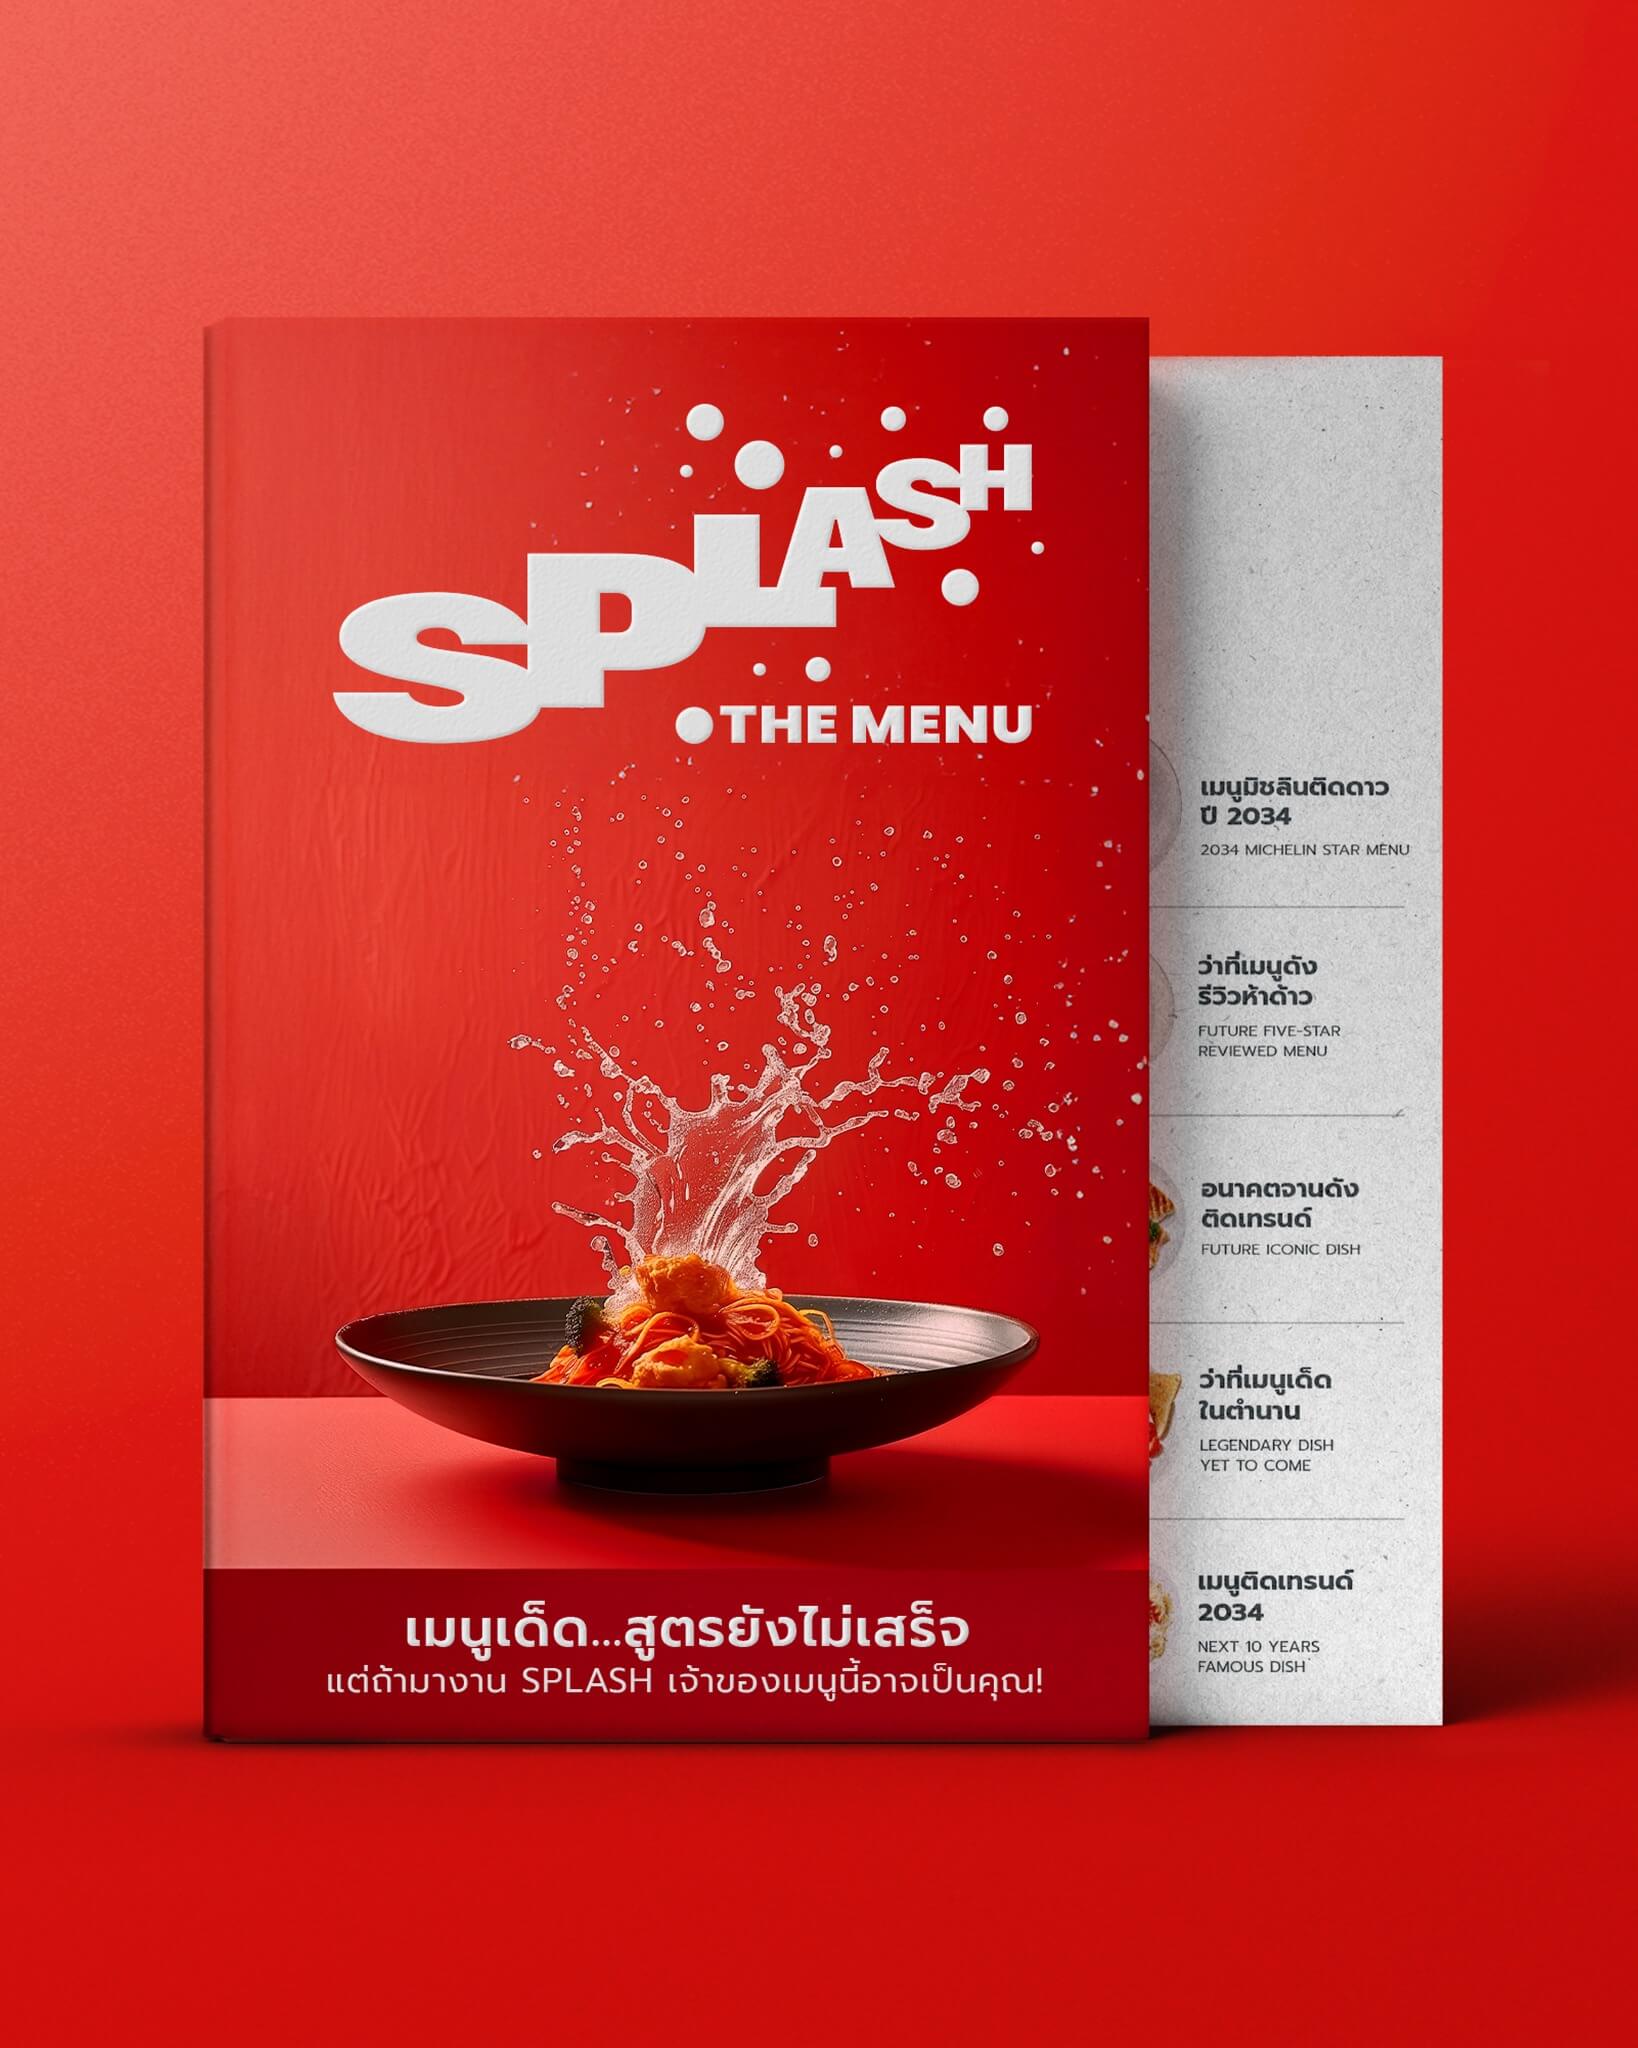 SPLASH
THE MENU
เมนูเด็ด...สูตรยังไม่เสร็จ
แต่ถ้ามางาน SPLASH เจ้าของเมนูนี้อาจเป็นคุณ!
เมนูมิชลินติดดาว
ปี 2034
2034 MICHELIN STAR MENU
ว่าที่เมนูดัง
รีวิวห้าด้าว
FUTURE FIVE-STAR
REVIEWED MENU
อนาคตจานดัง
ติดเทรนด์
FUTURE ICONIC DISH
ว่าที่เมนูเด็ด
ในตำนาน
LEGENDARY DISH
YET TO COME
เมนูติดเทรนด์
2034
NEXT 10 YEARS
FAMOUS DISH